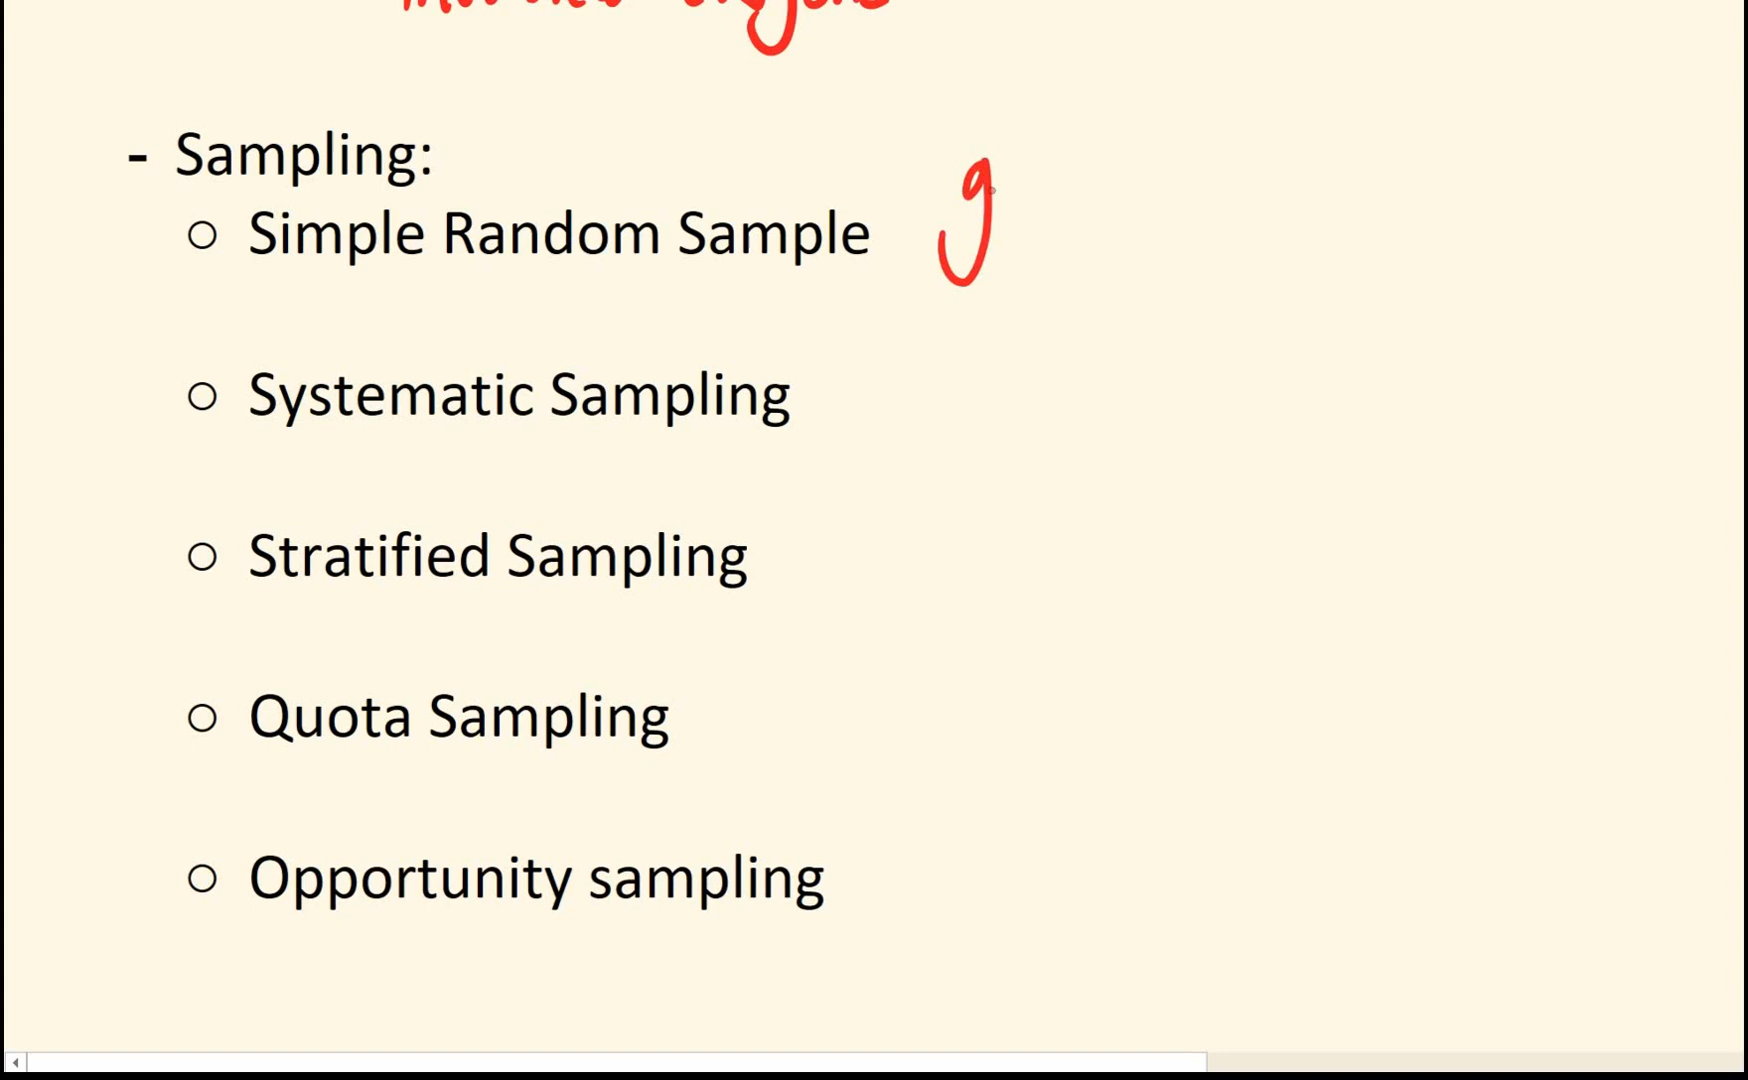 - Sampling:
○ Simple Random Sample g
○ Systematic Sampling
○ Stratified Sampling
○ Quota Sampling
○ Opportunity sampling